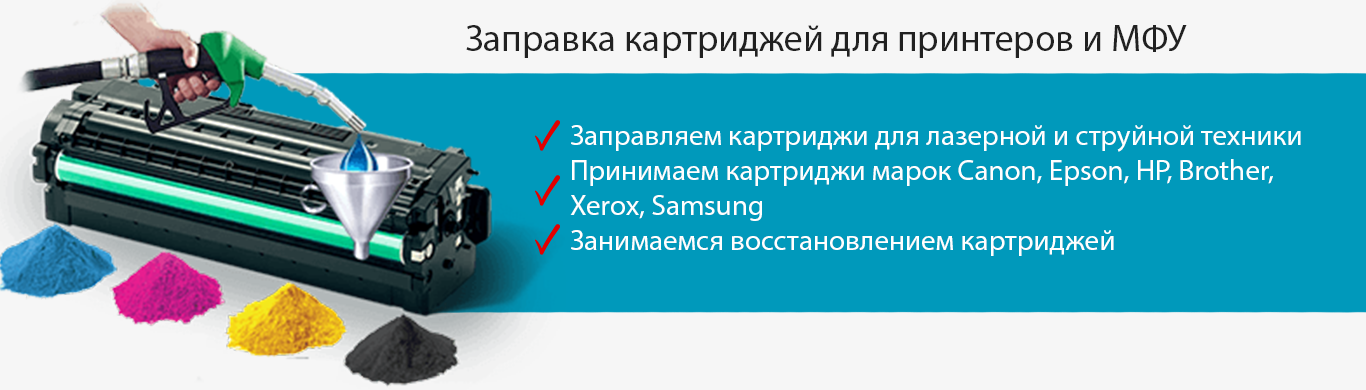 Заправка картриджей для принтеров и МФУ
Заправляем картриджи для лазерной и струйной техники
Принимаем картриджи марок Canon, Epson, HP, Brother,
Xerox, Samsung
Занимаемся восстановлением картриджей